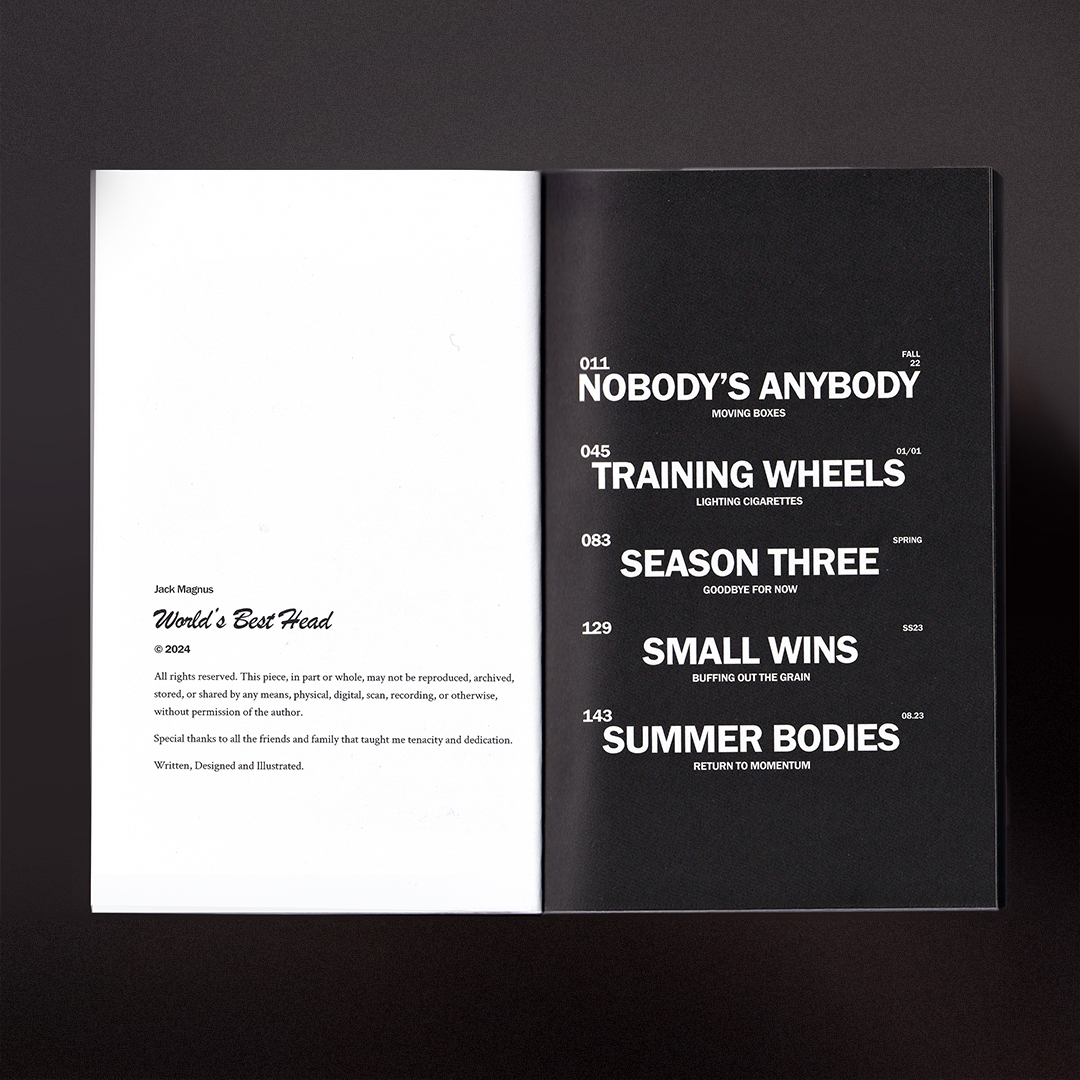 Jack Magnus
World's Best Head
© 2024
All rights reserved. This piece, in part or whole, may not be reproduced, archived,
stored, or shared by any means, physical, digital, scan, recording, or otherwise,
without permission of the author.
Special thanks to all the friends and family that taught me tenacity and dedication.
Written, Designed and Illustrated.
011
FALL
22
NOBODY’S ANYBODY
MOVING BOXES
045
01/01
TRAINING WHEELS
LIGHTING CIGARETTES
083
SPRING
SEASON THREE
GOODBYE FOR NOW
129
SS23
SMALL WINS
BUFFING OUT THE GRAIN
143
08.23
SUMMER BODIES
RETURN TO MOMENTUM